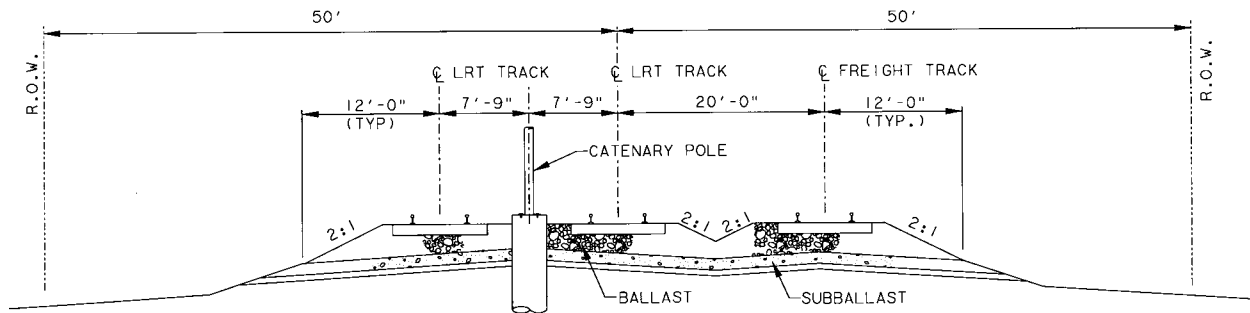 50'
50'
R.O.W.
R.O.W.
℄ LRT TRACK
℄ LRT TRACK
℄ FREIGHT TRACK
12'-0"
(TYP)
7'-9"
7'-9"
20'-0"
12'-0"
(TYP.)
CATENARY POLE
2:1
2:1
2:1
2:1
BALLAST
SUBBALLAST